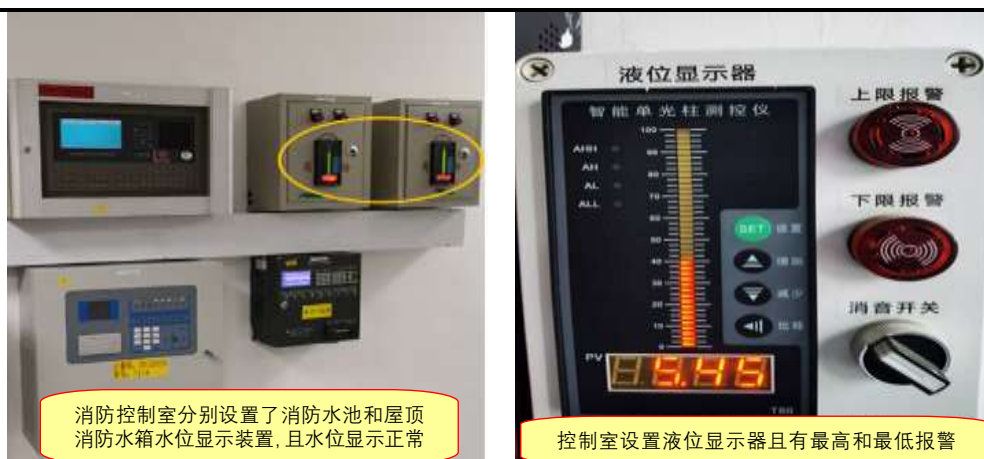 消防控制室分别设置了消防水池和屋顶
消防水箱水位显示装置,且水位显示正常
液位显示器
智能单光柱测控仪
上限报警
100
90
AH
80
AL
70
ALL
60
下限报警
50
SET
设置
40
增加
30
减少
20
消音开关
10
0
PV
5.45
控制室设置液位显示器且有最高和最低报警